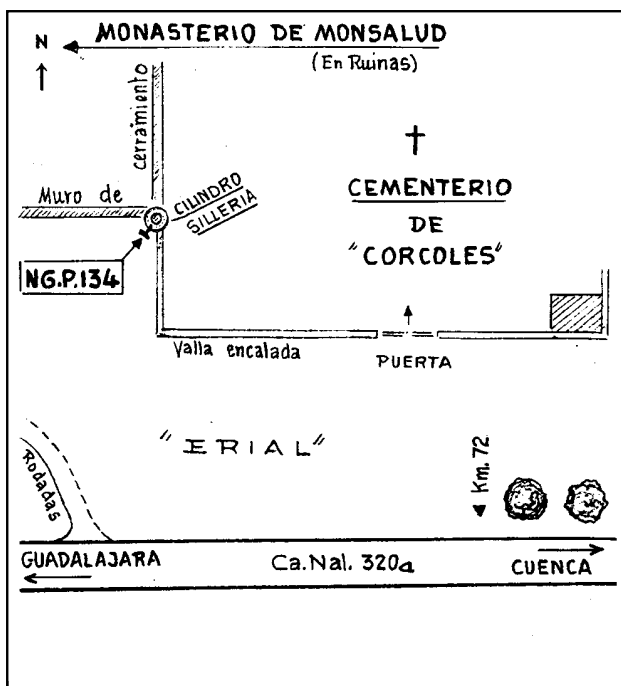 MONASTERIO DE MONSALUD
(En Ruinas)
N
cerramiento
Muro de
CILINDRO
SILLERIA
CEMENTERIO
DE
"CORCOLES"
NG.P.134
Valla encalada
PUERTA
"ERIAL"
Rodadas
Km. 72
GUADALAJARA
Ca.Nal. 320a
CUENCA